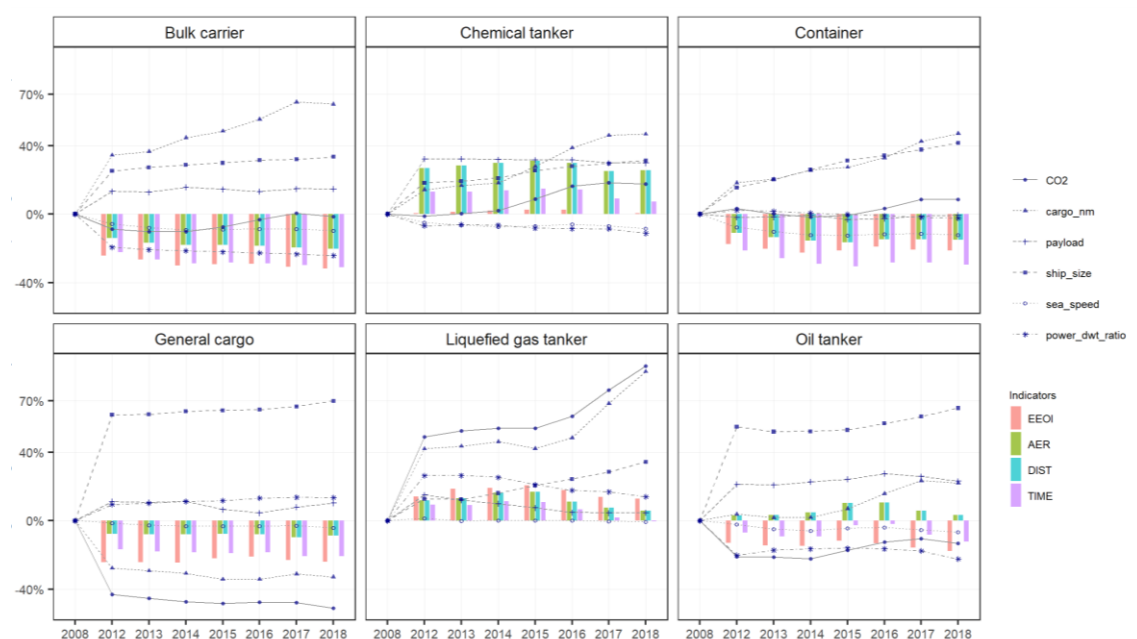 Bulk carrier
Chemical tanker
Container
70%
40%
0%
-40%
General cargo
Liquefied gas tanker
Oil tanker
70%
40%
0%
-40%
2008 2012 2013 2014 2015 2016 2017 2018
2008 2012 2013 2014 2015 2016 2017 2018
2008 2012 2013 2014 2015 2016 2017 2018
CO2
cargo_nm
payload
ship_size
sea_speed
power_dwt_ratio
Indicators
EEOI
AER
DIST
TIME